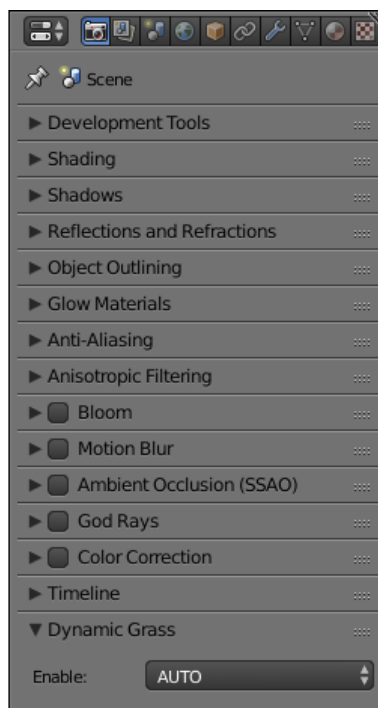 Scene
Development Tools
Shading
Shadows
Reflections and Refractions
Object Outlining
Glow Materials
Anti-Aliasing
Anisotropic Filtering
Bloom
Motion Blur
Ambient Occlusion (SSAO)
God Rays
Color Correction
Timeline
Dynamic Grass
Enable: AUTO